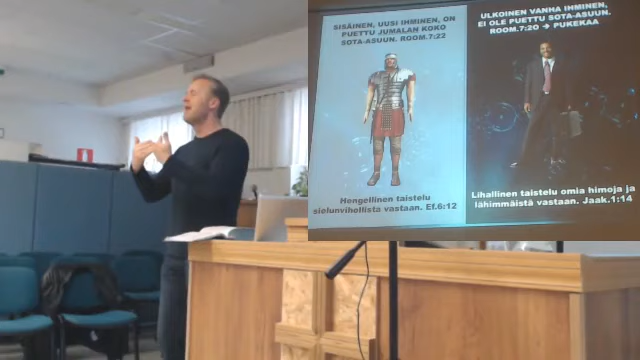 SISÄINEN, UUSI IHMINEN, ON
PUETTU JUMALAN KOKO
SOTA-ASUUN. ROOM.7:22
Hengellinen taistelu
sielunvihollista vastaan. Ef.6:12
ULKOINEN VANHA IHMINEN,
EI OLE PUETTU SOTA-ASUUN.
ROOM.7:20 → PUKEKAA
Lihallinen taistelu omia himoja ja
lähimmäistä vastaan. Jaak.1:14